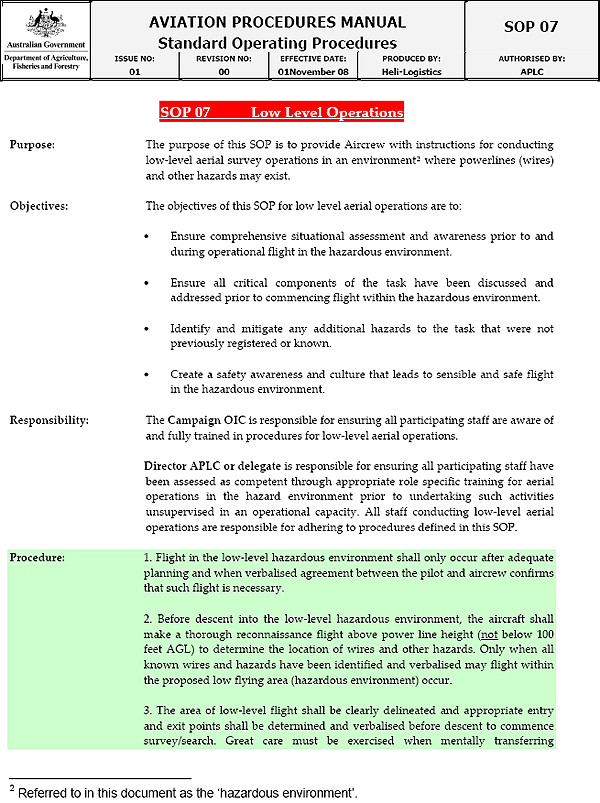 AVIATION PROCEDURES MANUAL
Standard Operating Procedures
SOP 07
Australian Government
Department of Agriculture,
Fisheries and Forestry
ISSUE NO:
01
REVISION NO:
00
EFFECTIVE DATE:
01November 08
PRODUCED BY:
Heli-Logistics
AUTHORISED BY:
APLC
SOP 07 Low Level Operations
Purpose: The purpose of this SOP is to provide Aircrew with instructions for conducting
low-level aerial survey operations in an environment² where powerlines (wires)
and other hazards may exist.
Objectives: The objectives of this SOP for low level aerial operations are to:
• Ensure comprehensive situational assessment and awareness prior to and
during operational flight in the hazardous environment.
• Ensure all critical components of the task have been discussed and
addressed prior to commencing flight within the hazardous environment.
• Identify and mitigate any additional hazards to the task that were not
previously registered or known.
• Create a safety awareness and culture that leads to sensible and safe flight
in the hazardous environment.
Responsibility: The Campaign OIC is responsible for ensuring all participating staff are aware of
and fully trained in procedures for low-level aerial operations.
Director APLC or delegate is responsible for ensuring all participating staff have
been assessed as competent through appropriate role specific training for aerial
operations in the hazard environment prior to undertaking such activities
unsupervised in an operational capacity. All staff conducting low-level aerial
operations are responsible for adhering to procedures defined in this SOP.
Procedure: 1. Flight in the low-level hazardous environment shall only occur after adequate
planning and when verbalised agreement between the pilot and aircrew confirms
that such flight is necessary.
2. Before descent into the low-level hazardous environment, the aircraft shall
make a thorough reconnaissance flight above power line height (not below 100
feet AGL) to determine the location of wires and other hazards. Only when all
known wires and hazards have been identified and verbalised may flight within
the proposed low flying area (hazardous environment) occur.
3. The area of low-level flight shall be clearly delineated and appropriate entry
and exit points shall be determined and verbalised before descent to commence
survey/search. Great care must be exercised when mentally transferring
² Referred to in this document as the 'hazardous environment'.